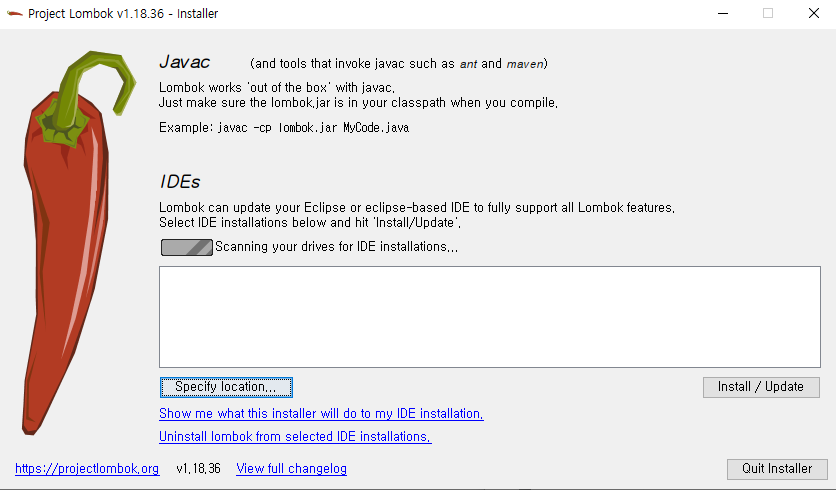 Project Lombok v1.18.36 - Installer
Javac (and tools that invoke javac such as ant and maven)
Lombok works 'out of the box' with javac.
Just make sure the lombok.jar is in your classpath when you compile.
Example: javac -cp lombok.jar MyCode.java
IDEs
Lombok can update your Eclipse or eclipse-based IDE to fully support all Lombok features.
Select IDE installations below and hit 'Install/Update'.
Scanning your drives for IDE installations...
Specify location... Install / Update
Show me what this installer will do to my IDE installation.
Uninstall lombok from selected IDE installations.
https://projectlombok.org v1.18.36 View full changelog Quit Installer